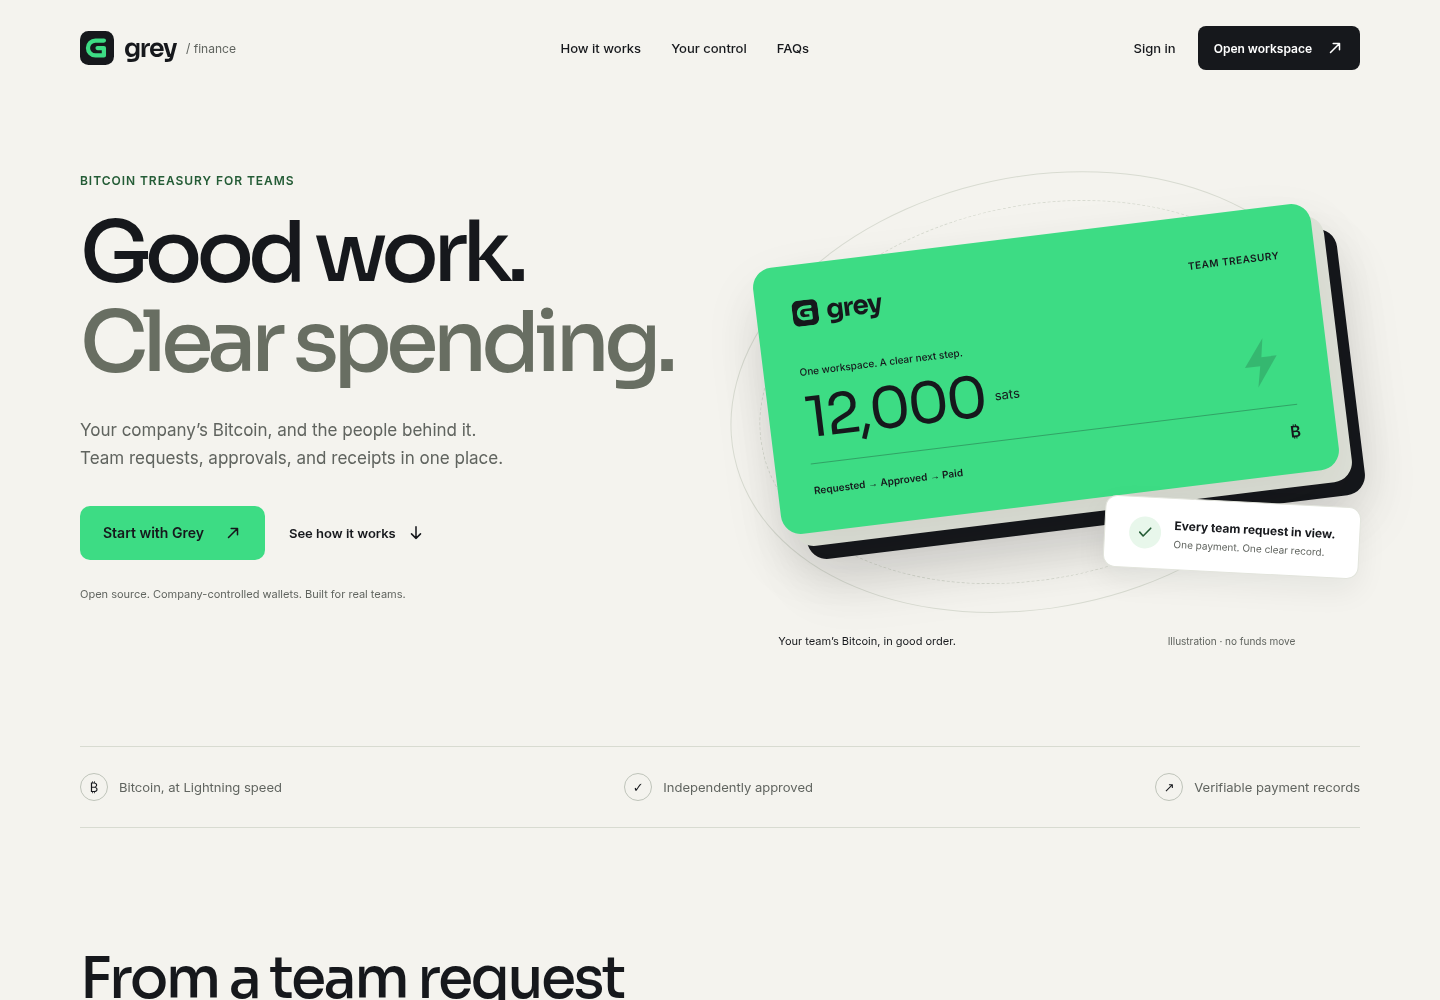 grey / finance
How it works
Your control
FAQs
Sign in
Open workspace ↗
BITCOIN TREASURY FOR TEAMS
Good work.
Clear spending.
Your company’s Bitcoin, and the people behind it.
Team requests, approvals, and receipts in one place.
Start with Grey ↗
See how it works ↓
Open source. Company-controlled wallets. Built for real teams.
TEAM TREASURY
grey
One workspace. A clear next step.
12,000 sats
₿
Requested → Approved → Paid
Every team request in view.
One payment. One clear record.
Your team’s Bitcoin, in good order.
Illustration · no funds move
₿ Bitcoin, at Lightning speed
✓ Independently approved
↗ Verifiable payment records
From a team request